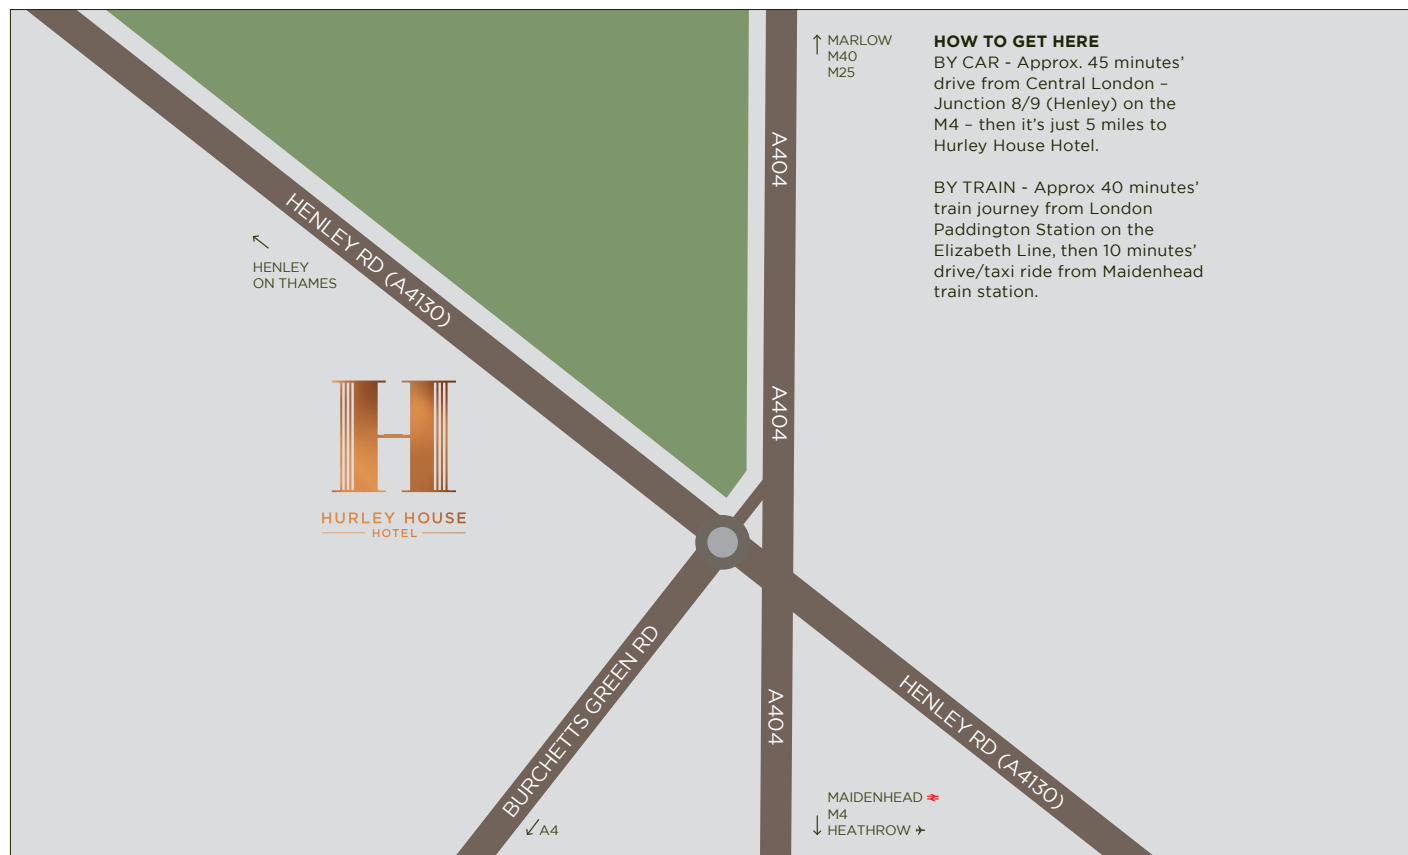 MARLOW
M40
M25
HOW TO GET HERE
BY CAR - Approx. 45 minutes’
drive from Central London –
Junction 8/9 (Henley) on the
M4 – then it’s just 5 miles to
Hurley House Hotel.
BY TRAIN - Approx 40 minutes’
train journey from London
Paddington Station on the
Elizabeth Line, then 10 minutes’
drive/taxi ride from Maidenhead
train station.
A404
HENLEY RD (A4130)
HENLEY
ON THAMES
A404
H
HURLEY HOUSE
HOTEL
BURCHETTS GREEN RD
A404
HENLEY RD (A4130)
A4
MAIDENHEAD
M4
HEATHROW